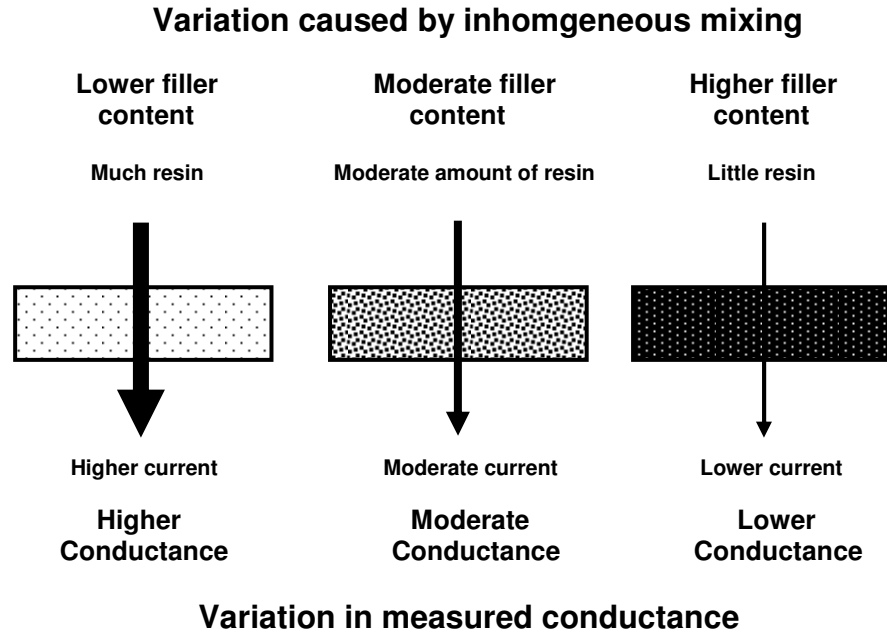 Variation caused by inhomgeneous mixing
Lower filler
content
Moderate filler
content
Higher filler
content
Much resin
Moderate amount of resin
Little resin
Higher current
Moderate current
Lower current
Higher
Conductance
Moderate
Conductance
Lower
Conductance
Variation in measured conductance